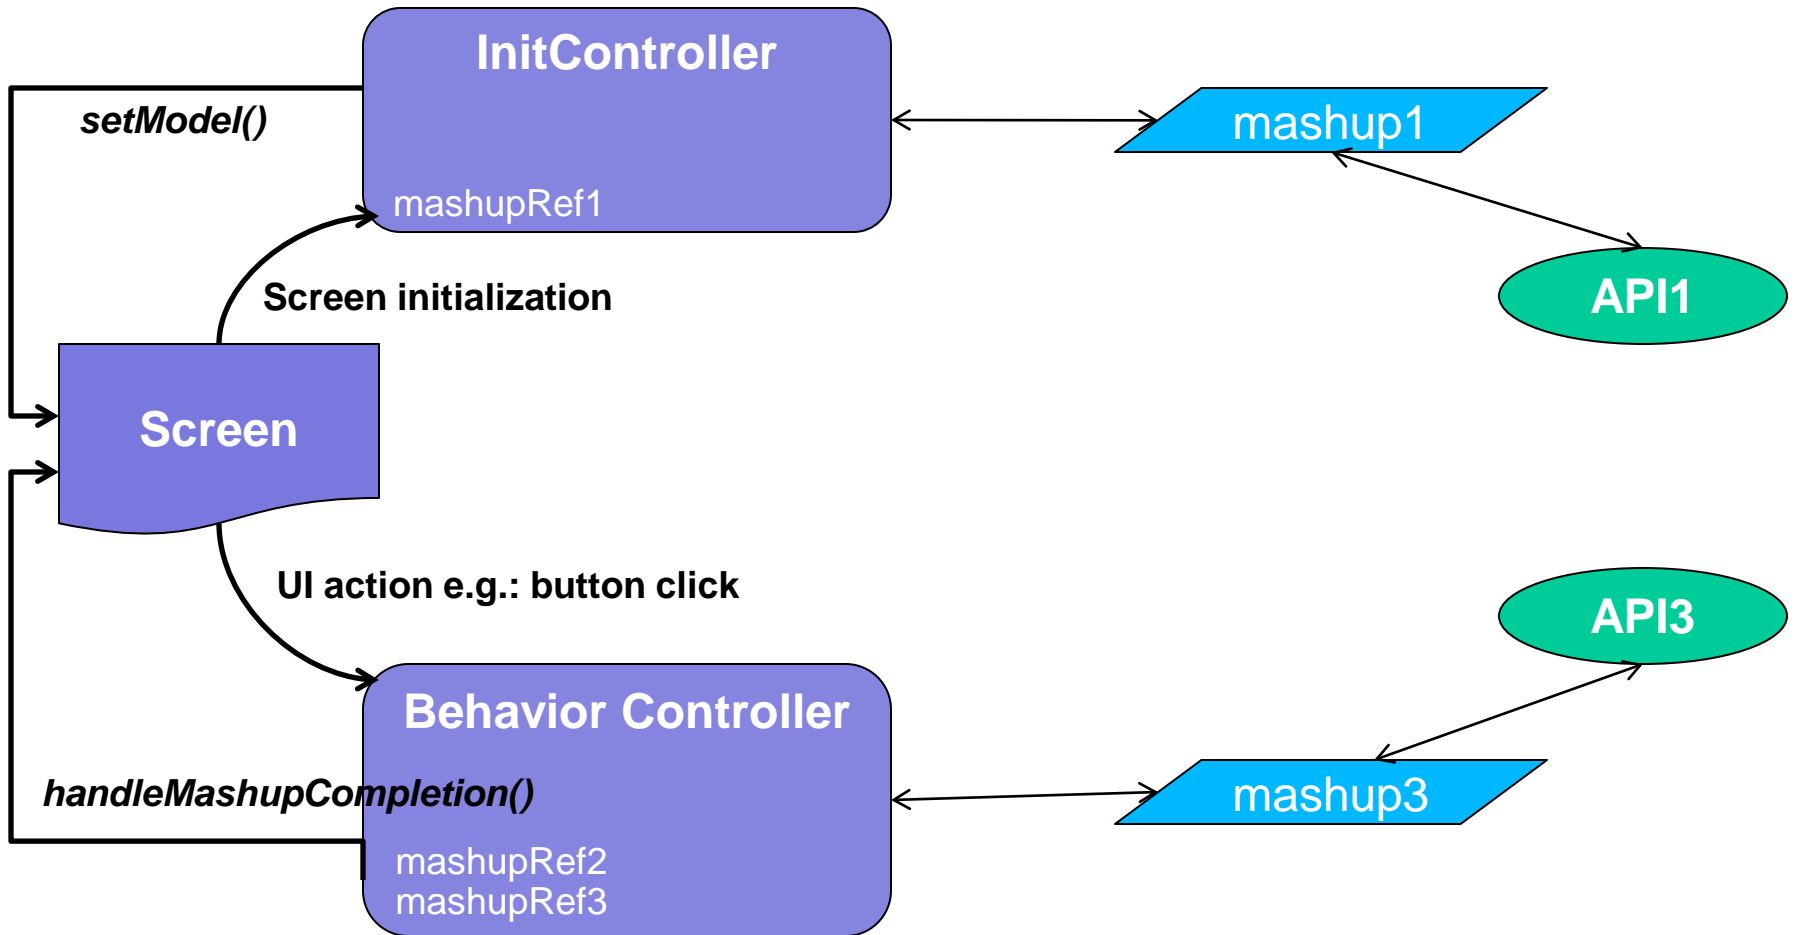 InitController
setModel()
mashup1
mashupRef1
Screen initialization
API1
Screen
UI action e.g.: button click
API3
Behavior Controller
handleMashupCompletion()
mashup3
mashupRef2
mashupRef3